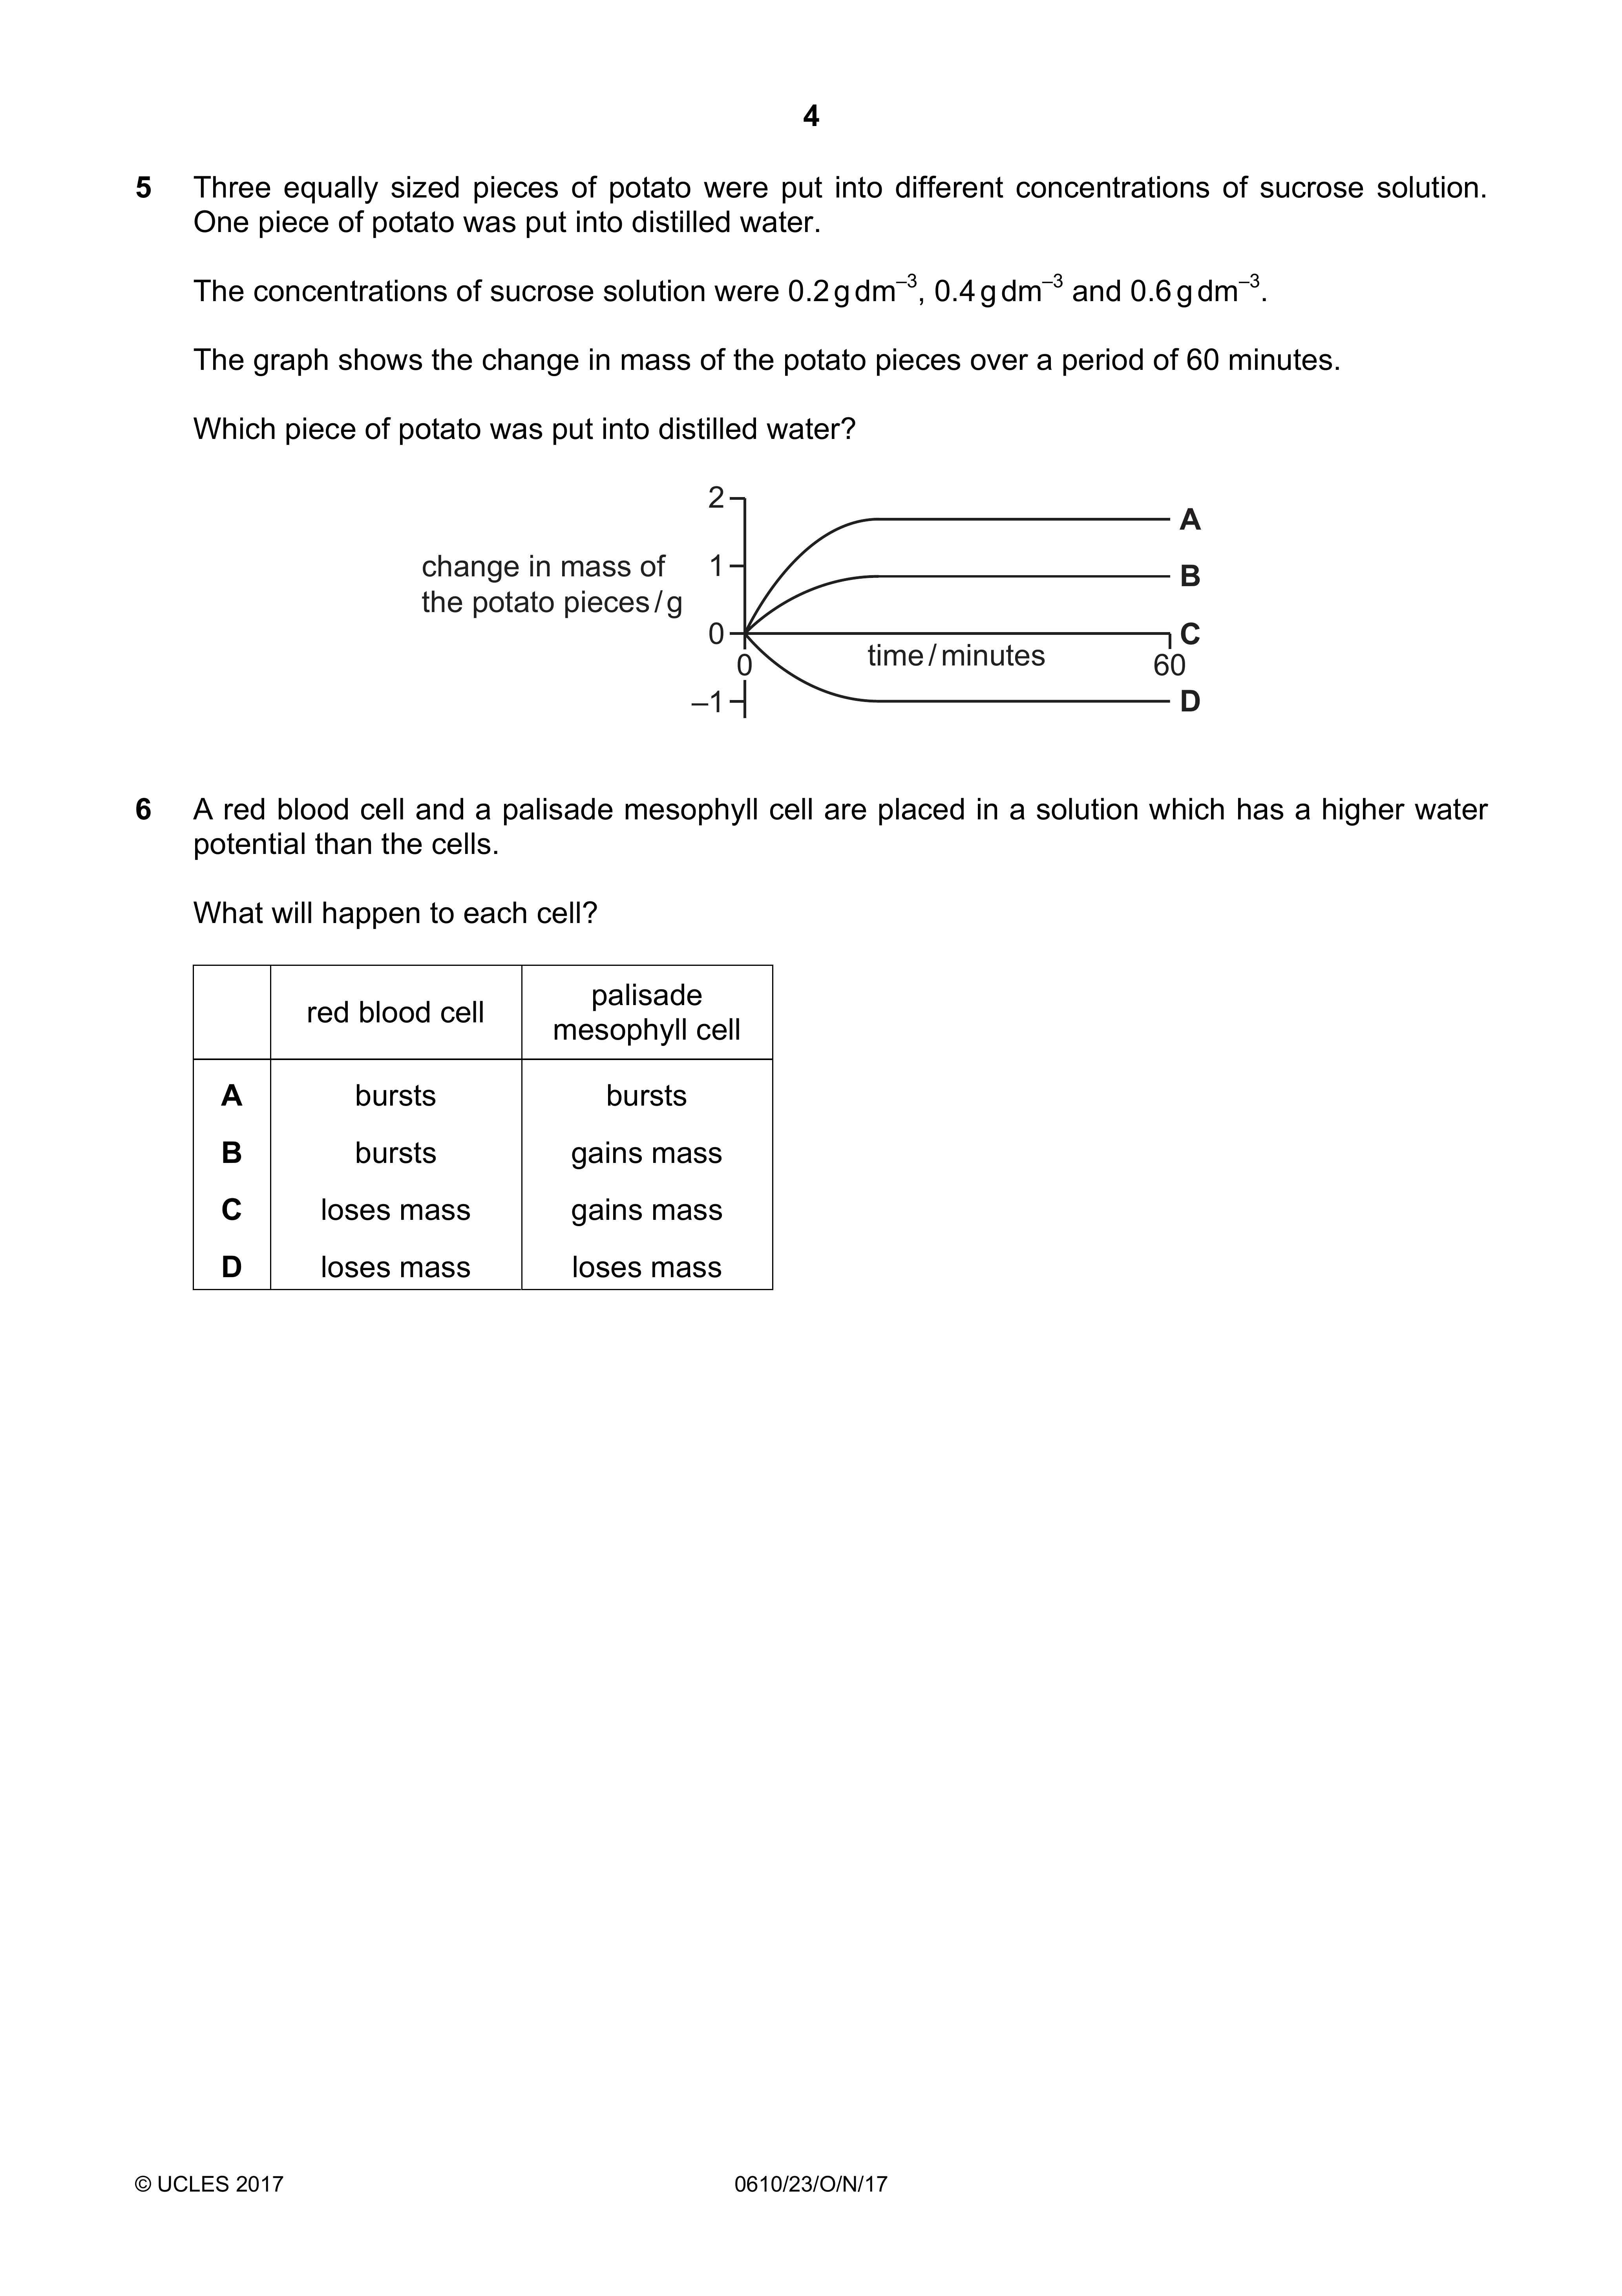 4
5 Three equally sized pieces of potato were put into different concentrations of sucrose solution.
One piece of potato was put into distilled water.
The concentrations of sucrose solution were 0.2 g dm⁻³, 0.4 g dm⁻³ and 0.6 g dm⁻³.
The graph shows the change in mass of the potato pieces over a period of 60 minutes.
Which piece of potato was put into distilled water?
2
A
change in mass of
the potato pieces / g
1
B
0
C
0
time / minutes
60
–1
D
6 A red blood cell and a palisade mesophyll cell are placed in a solution which has a higher water
potential than the cells.
What will happen to each cell?
red blood cell
palisade
mesophyll cell
A bursts bursts
B bursts gains mass
C loses mass gains mass
D loses mass loses mass
© UCLES 2017
0610/23/O/N/17